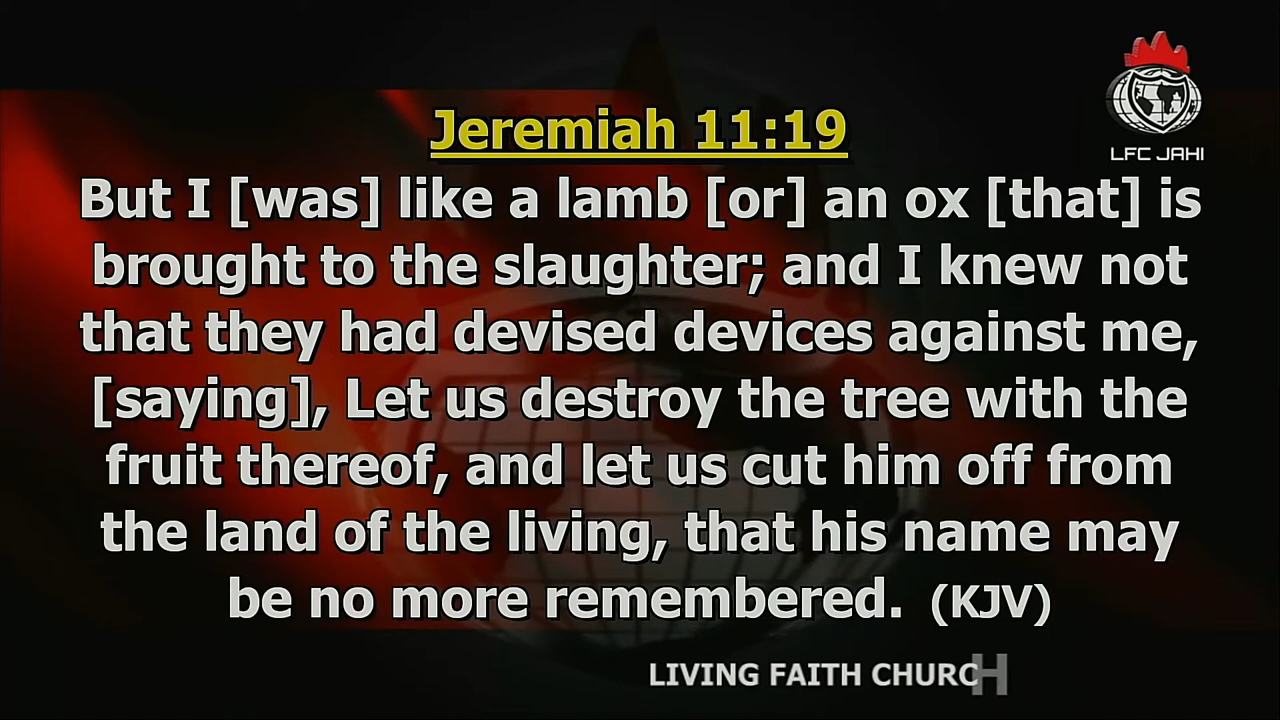 LFC JAHI
Jeremiah 11:19
But I [was] like a lamb [or] an ox [that] is
brought to the slaughter; and I knew not
that they had devised devices against me,
[saying], Let us destroy the tree with the
fruit thereof, and let us cut him off from
the land of the living, that his name may
be no more remembered. (KJV)
LIVING FAITH CHURCH